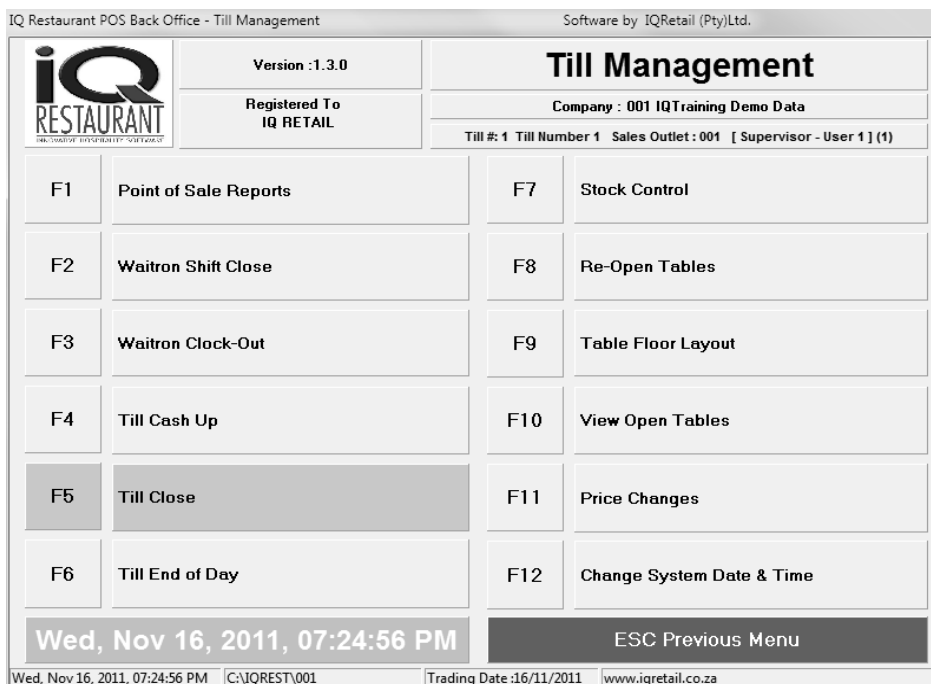 IQ Restaurant POS Back Office - Till Management
Software by IQRetail (Pty)Ltd.
iQ
RESTAURANT
INNOVATIVE HOSPITALITY SOFTWARE
Version :1.3.0
Registered To
IQ RETAIL
Till Management
Company : 001 IQTraining Demo Data
Till #: 1 Till Number 1 Sales Outlet : 001 [ Supervisor - User 1 ] (1)
F1 Point of Sale Reports
F2 Waitron Shift Close
F3 Waitron Clock-Out
F4 Till Cash Up
F5 Till Close
F6 Till End of Day
F7 Stock Control
F8 Re-Open Tables
F9 Table Floor Layout
F10 View Open Tables
F11 Price Changes
F12 Change System Date & Time
Wed, Nov 16, 2011, 07:24:56 PM
ESC Previous Menu
Wed, Nov 16, 2011, 07:24:56 PM C:\IQREST\001 Trading Date :16/11/2011 www.iqretail.co.za